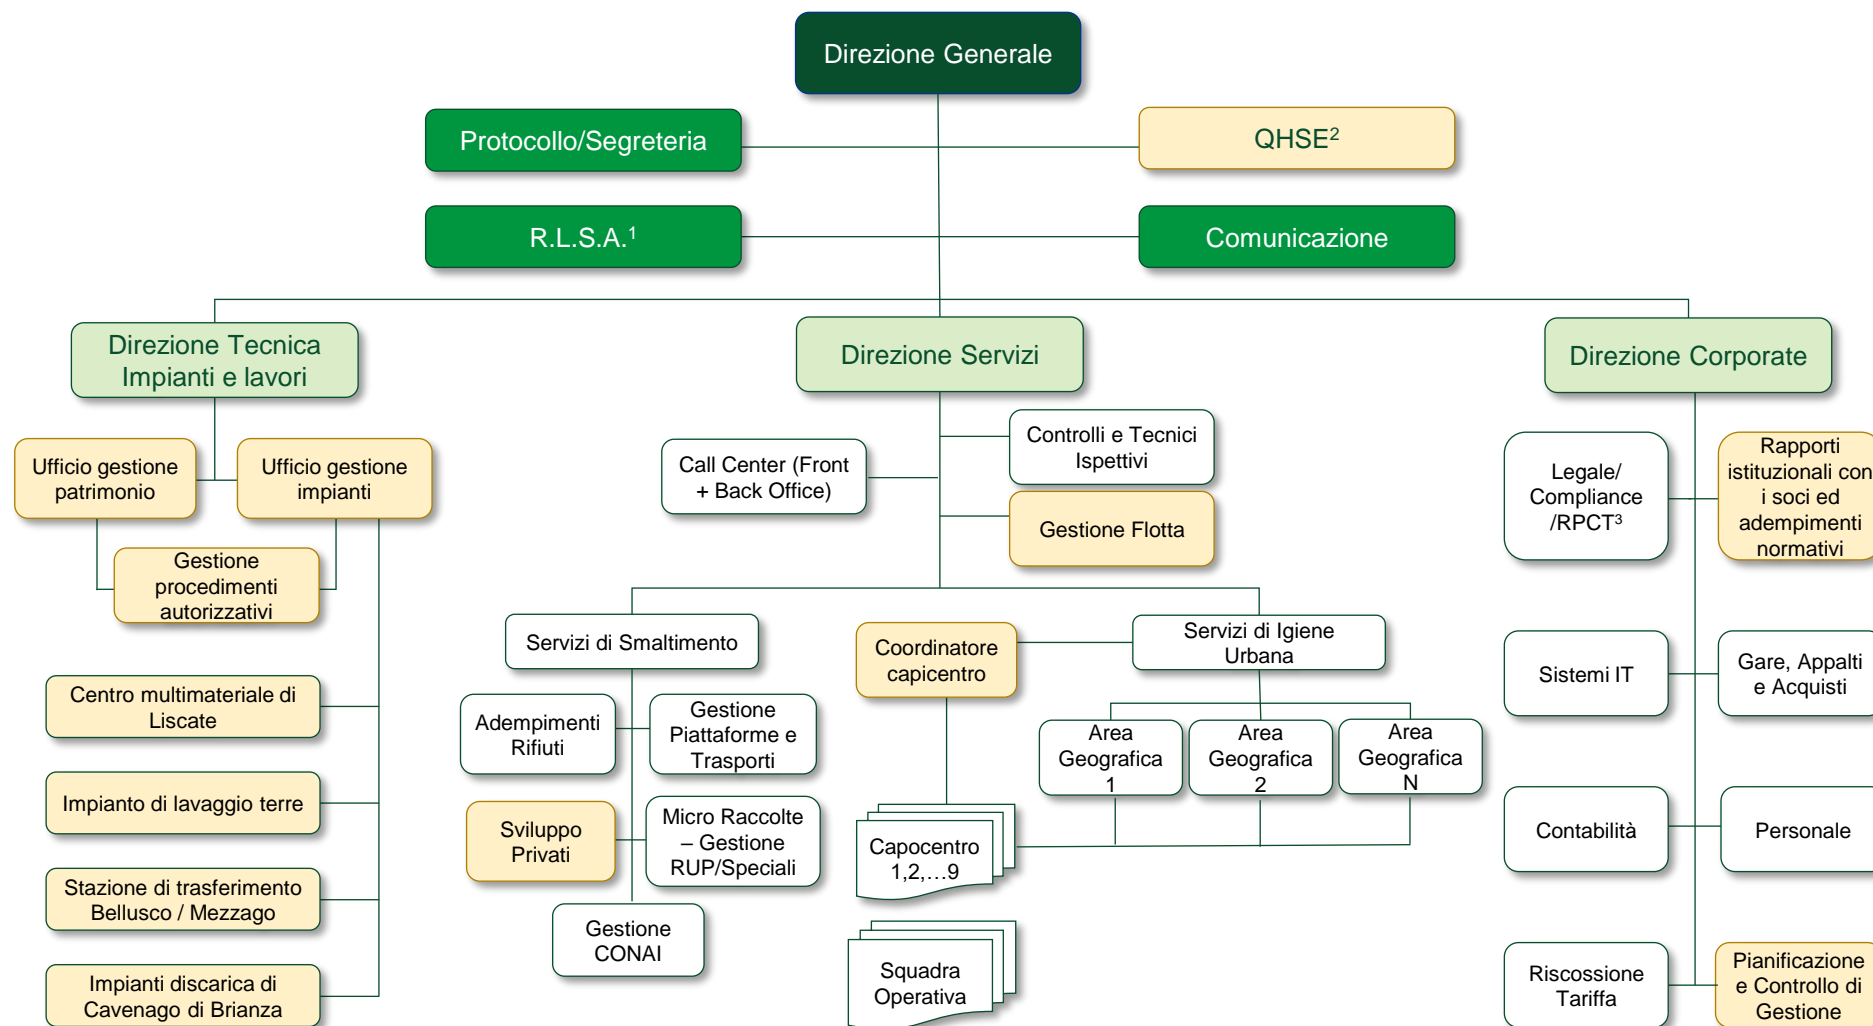 Direzione Generale
Protocollo/Segreteria
QHSE²
R.L.S.A.¹
Comunicazione
Direzione Tecnica
Impianti e lavori
Direzione Servizi
Direzione Corporate
Ufficio gestione
patrimonio
Ufficio gestione
impianti
Gestione
procedimenti
autorizzativi
Centro multimateriale di
Liscate
Impianto di lavaggio terre
Stazione di trasferimento
Bellusco / Mezzago
Impianti discarica di
Cavenago di Brianza
Call Center (Front
+ Back Office)
Controlli e Tecnici
Ispettivi
Gestione Flotta
Servizi di Smaltimento
Adempimenti
Rifiuti
Gestione
Piattaforme e
Trasporti
Sviluppo
Privati
Micro Raccolte
– Gestione
RUP/Speciali
Gestione
CONAI
Coordinatore
capicentro
Servizi di Igiene
Urbana
Area
Geografica
1
Area
Geografica
2
Area
Geografica
N
Capocentro
1,2,…9
Squadra
Operativa
Legale/
Compliance
/RPCT³
Rapporti
istituzionali con
i soci ed
adempimenti
normativi
Sistemi IT
Gare, Appalti
e Acquisti
Contabilità
Personale
Riscossione
Tariffa
Pianificazione
e Controllo di
Gestione